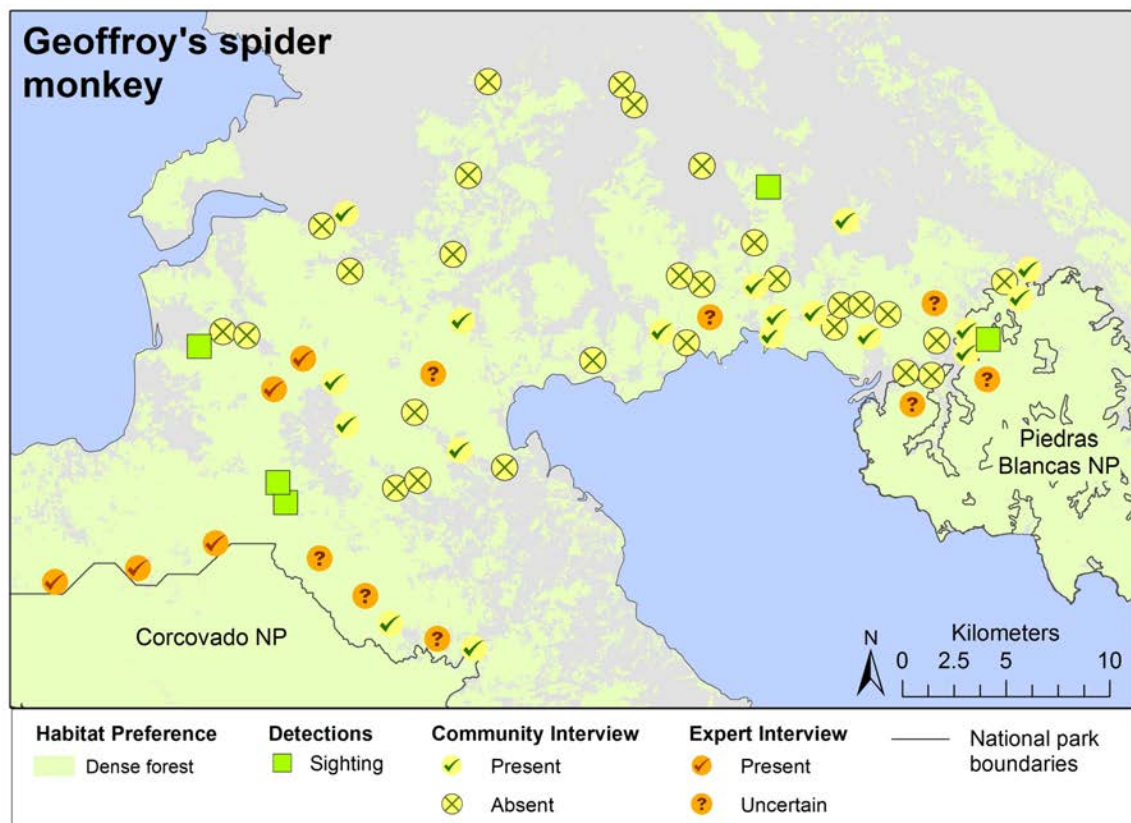 Geoffroy's spider
monkey
Piedras
Blancas NP
Corcovado NP
N
Kilometers
0 2.5 5 10
Habitat Preference
Dense forest
Detections
Sighting
Community Interview
Present
Absent
Expert Interview
Present
Uncertain
National park
boundaries